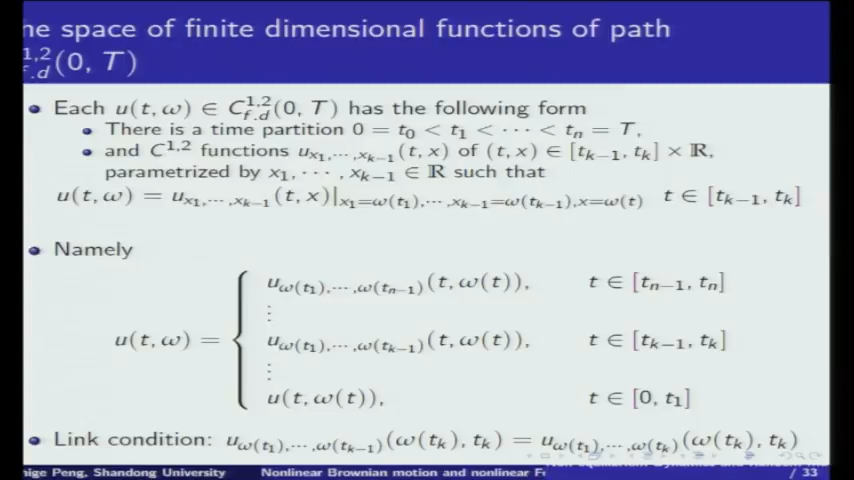 he space of finite dimensional functions of path
1,2 f.d (0, T)
Each u(t, ω) ∈ C^{1,2}_{f.d}(0, T) has the following form
There is a time partition 0 = t_0 < t_1 < ··· < t_n = T,
and C^{1,2} functions u_{x_1,···,x_{k−1}}(t, x) of (t, x) ∈ [t_{k−1}, t_k] × ℝ,
parametrized by x_1, ··· , x_{k−1} ∈ ℝ such that
u(t, ω) = u_{x_1,···,x_{k−1}}(t, x)|_{x_1=ω(t_1),···,x_{k−1}=ω(t_{k−1}),x=ω(t)} t ∈ [t_{k−1}, t_k]
Namely
u_{ω(t_1),···,ω(t_{n−1})}(t, ω(t)), t ∈ [t_{n−1}, t_n]
⋮
u(t, ω) = { u_{ω(t_1),···,ω(t_{k−1})}(t, ω(t)), t ∈ [t_{k−1}, t_k]
⋮
u(t, ω(t)), t ∈ [0, t_1]
Link condition: u_{ω(t_1),···,ω(t_{k−1})}(ω(t_k), t_k) = u_{ω(t_1),···,ω(t_k)}(ω(t_k), t_k)
hige Peng, Shandong University Nonlinear Brownian motion and nonlinear Fe / 33